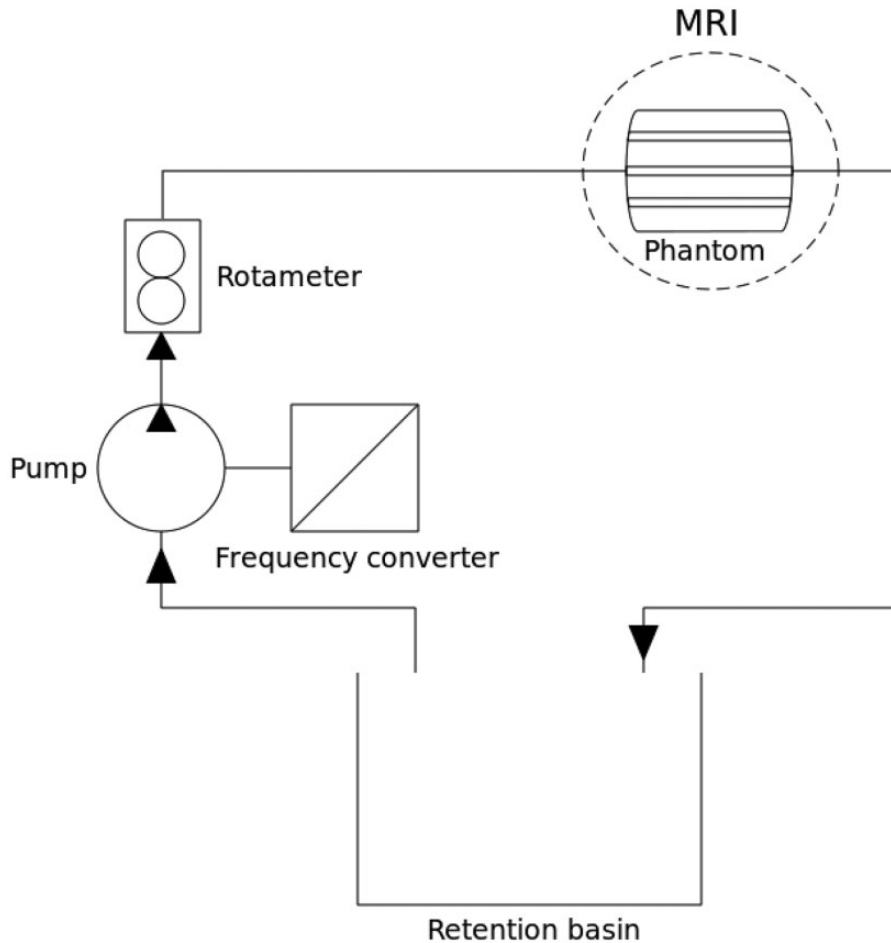 MRI
Phantom
Rotameter
Pump
Frequency converter
Retention basin